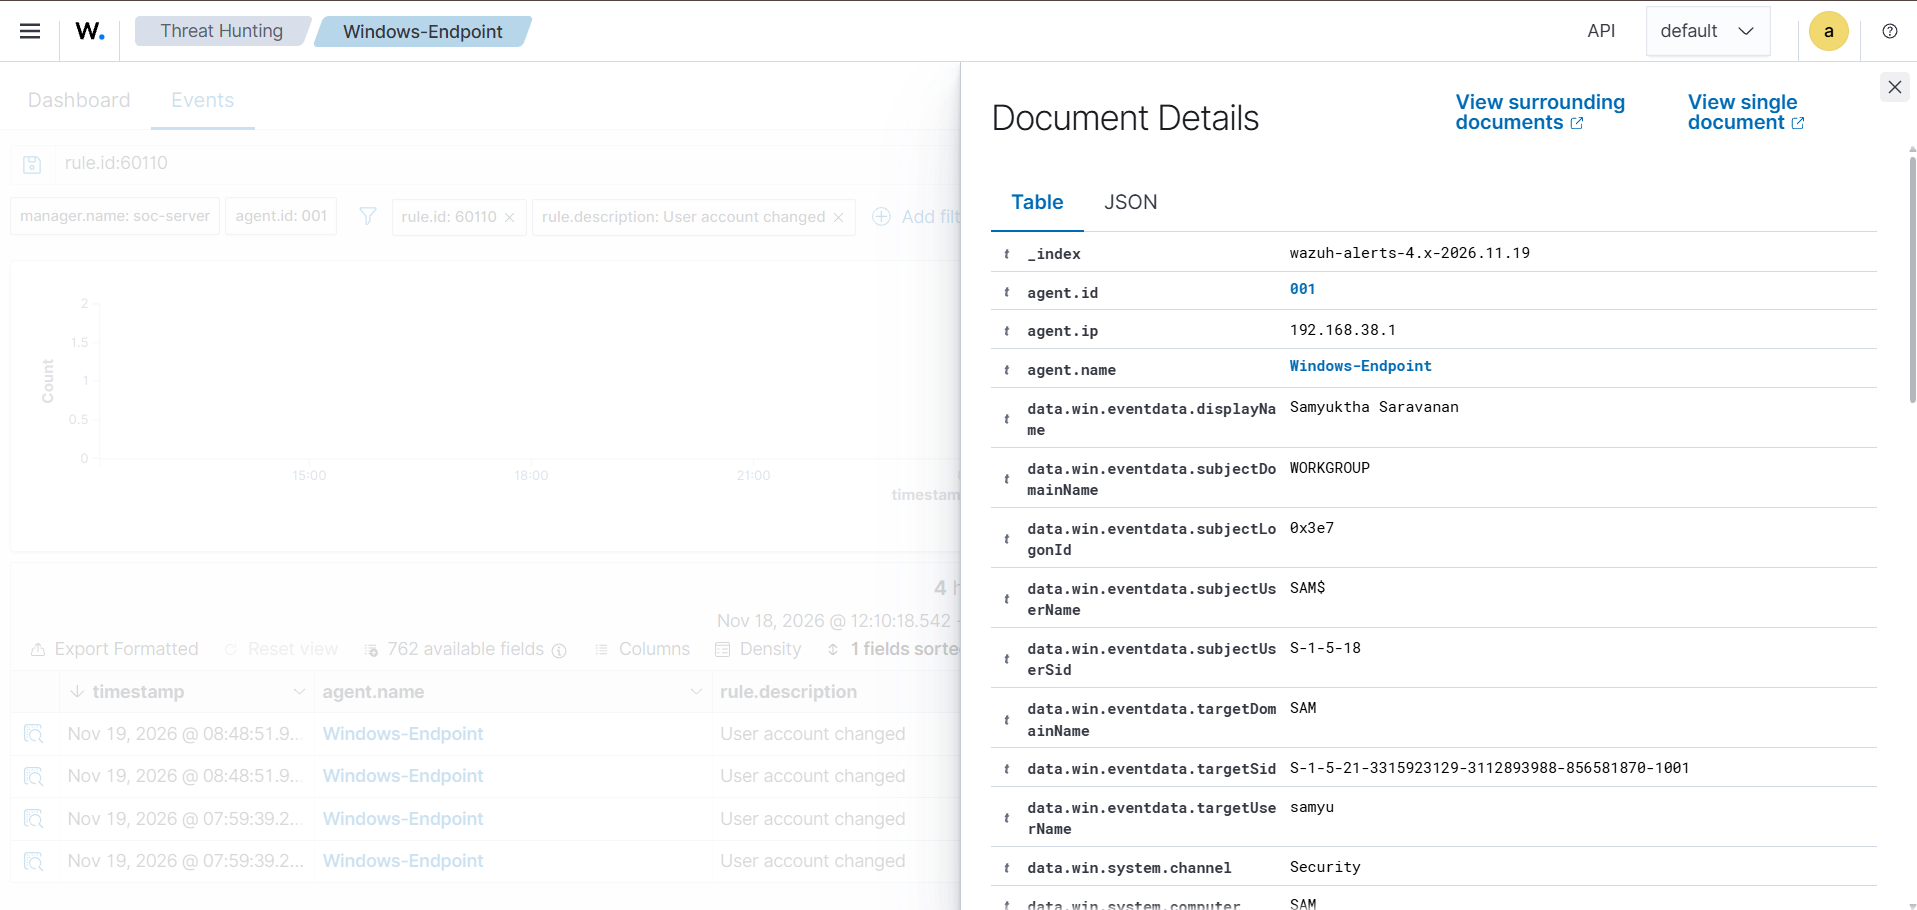 W.
Threat Hunting
Windows-Endpoint
API
default
a
Dashboard
Events
rule.id:60110
manager.name: soc-server
agent.id: 001
rule.id: 60110
rule.description: User account changed
Add filt
2
1.5
1
0.5
0
Count
15:00
18:00
21:00
timestam
4 h
Nov 18, 2026 @ 12:10:18.542 -
Export Formatted
Reset view
762 available fields
Columns
Density
1 fields sorte
timestamp
agent.name
rule.description
Nov 19, 2026 @ 08:48:51.9... Windows-Endpoint User account changed
Nov 19, 2026 @ 08:48:51.9... Windows-Endpoint User account changed
Nov 19, 2026 @ 07:59:39.2... Windows-Endpoint User account changed
Nov 19, 2026 @ 07:59:39.2... Windows-Endpoint User account changed
Document Details
View surrounding
documents
View single
document
Table
JSON
t _index wazuh-alerts-4.x-2026.11.19
t agent.id 001
t agent.ip 192.168.38.1
t agent.name Windows-Endpoint
t data.win.eventdata.displayNa Samyuktha Saravanan
me
t data.win.eventdata.subjectDo WORKGROUP
mainName
t data.win.eventdata.subjectLo 0x3e7
gonId
t data.win.eventdata.subjectUs SAM$
erName
t data.win.eventdata.subjectUs S-1-5-18
erSid
t data.win.eventdata.targetDom SAM
ainName
t data.win.eventdata.targetSid S-1-5-21-3315923129-3112893988-856581870-1001
t data.win.eventdata.targetUse samyu
rName
t data.win.system.channel Security
t data.win.system.computer SAM